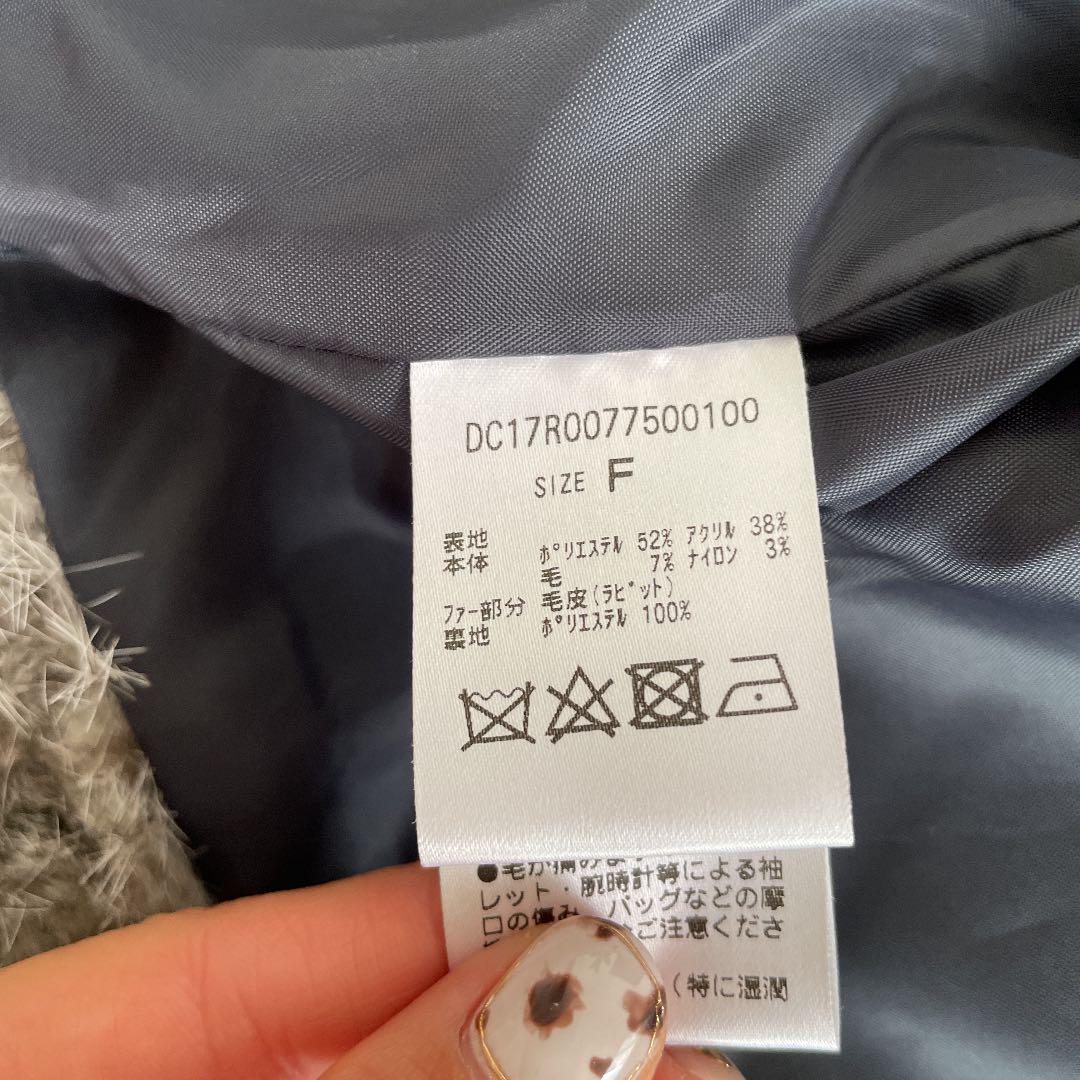 DC17R0077500100
SIZE F
表地
本体 ポリエステル 52% アクリル 38%
毛 7% ナイロン 3%
ファー部分 毛皮(ラビット)
裏地 ポリエステル 100%
●毛が
等による袖
レット・腕時計
バッグなどの摩
口の傷み
ご注意くださ
(特に湿潤